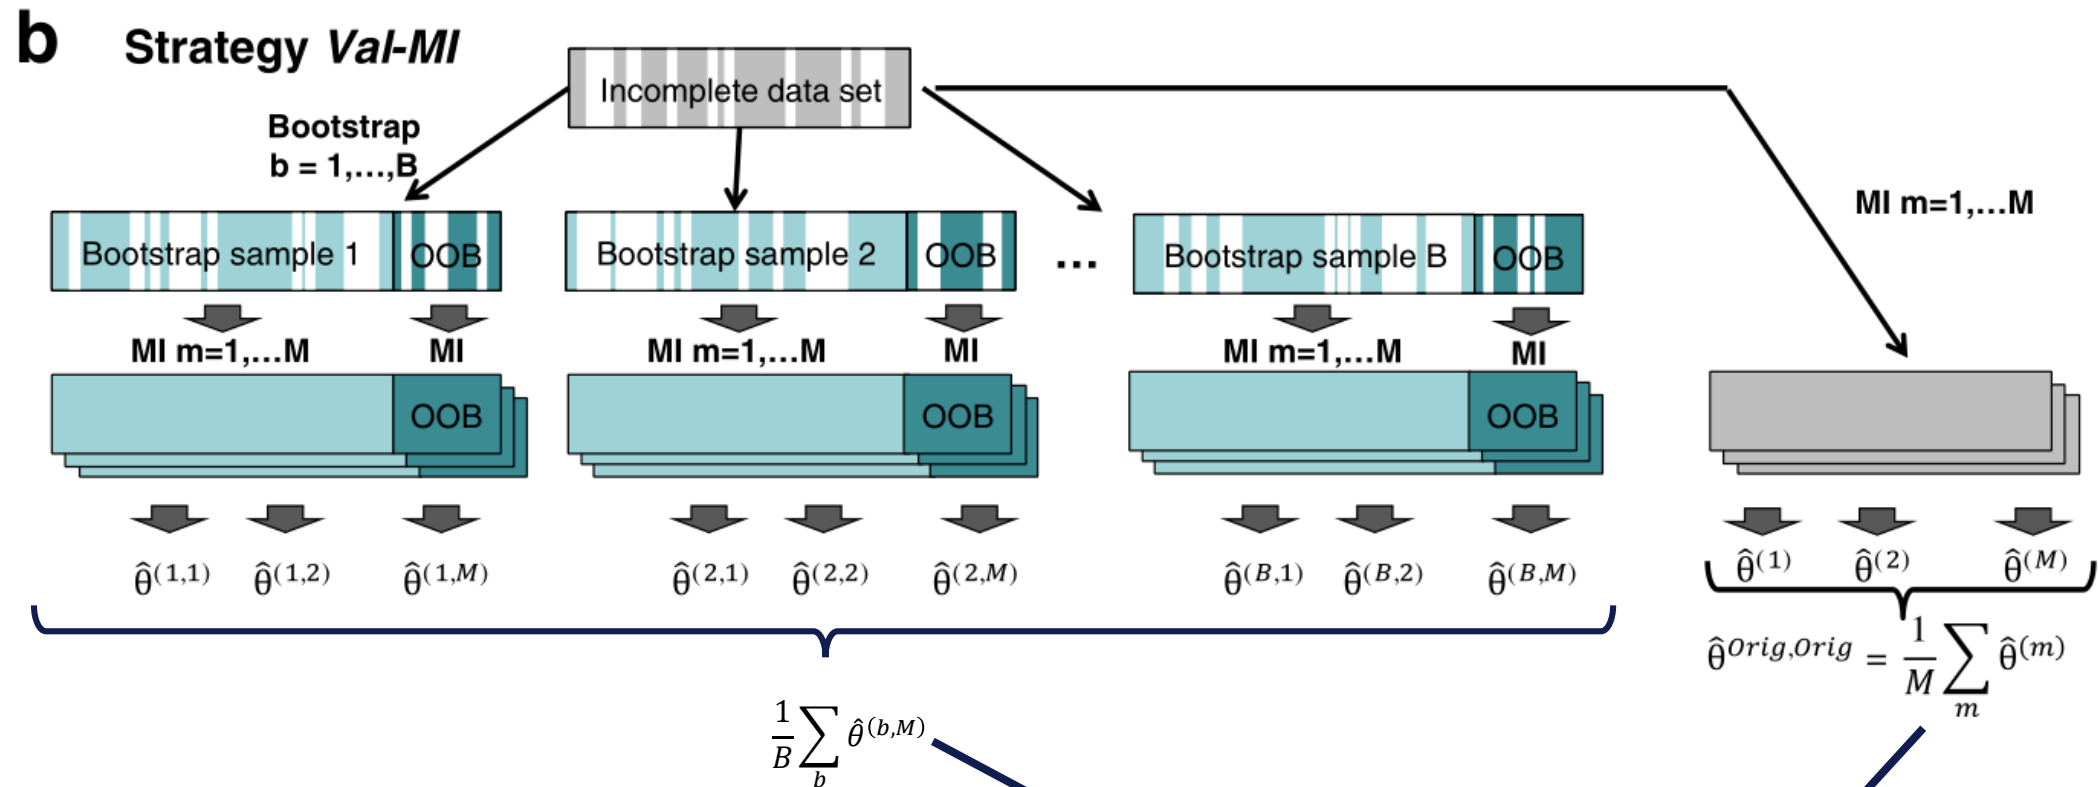 b Strategy Val-MI
Incomplete data set
Bootstrap
b = 1,...,B
MI m=1,...M
Bootstrap sample 1 OOB Bootstrap sample 2 OOB ... Bootstrap sample B OOB
MI m=1,...M MI MI m=1,...M MI MI m=1,...M MI
OOB OOB OOB
θ̂^(1,1) θ̂^(1,2) θ̂^(1,M) θ̂^(2,1) θ̂^(2,2) θ̂^(2,M) θ̂^(B,1) θ̂^(B,2) θ̂^(B,M) θ̂^(1) θ̂^(2) θ̂^(M)
θ̂^Orig,Orig = 1/M ∑_m θ̂^(m)
1/B ∑_b θ̂^(b,M)